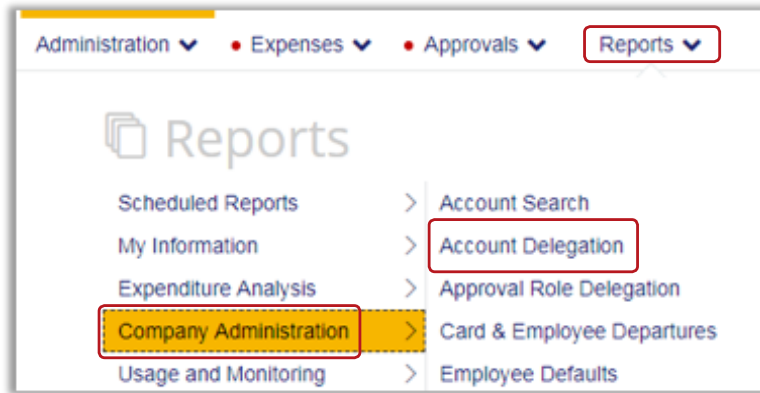 Administration Expenses Approvals Reports
Reports
Scheduled Reports Account Search
My Information Account Delegation
Expenditure Analysis Approval Role Delegation
Company Administration Card & Employee Departures
Usage and Monitoring Employee Defaults